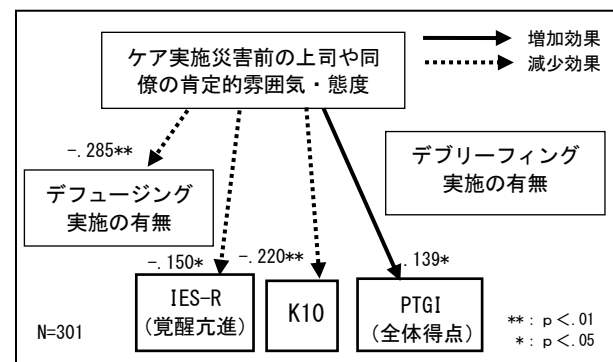 ケア実施災害前の上司や同
僚の肯定的雰囲気・態度
増加効果
減少効果
-.285**
デフュージング
実施の有無
デブリーフィング
実施の有無
-.150*
-.220**
.139*
IES-R
(覚醒亢進)
K10
PTGI
(全体得点)
N=301
**: p<.01
*: p<.05